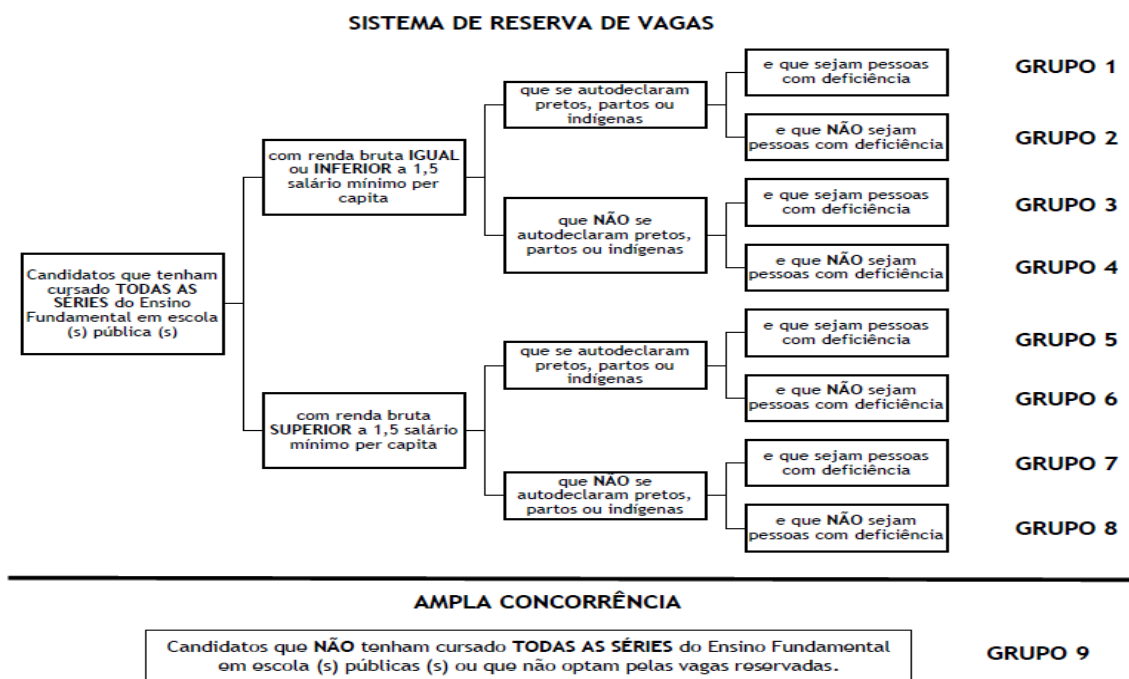 SISTEMA DE RESERVA DE VAGAS
e que sejam pessoas
com deficiência
GRUPO 1
que se autodeclaram
pretos, partos ou
indígenas
e que NÃO sejam
pessoas com deficiência
GRUPO 2
com renda bruta IGUAL
ou INFERIOR a 1,5
salário mínimo per
capita
e que sejam pessoas
com deficiência
GRUPO 3
que NÃO se
autodeclaram pretos,
partos ou indígenas
e que NÃO sejam
pessoas com deficiência
GRUPO 4
Candidatos que tenham
cursado TODAS AS
SÉRIES do Ensino
Fundamental em escola
(s) pública (s)
e que sejam pessoas
com deficiência
GRUPO 5
que se autodeclaram
pretos, partos ou
indígenas
e que NÃO sejam
pessoas com deficiência
GRUPO 6
com renda bruta
SUPERIOR a 1,5 salário
mínimo per capita
e que sejam pessoas
com deficiência
GRUPO 7
que NÃO se
autodeclaram pretos,
partos ou indígenas
e que NÃO sejam
pessoas com deficiência
GRUPO 8
AMPLA CONCORRÊNCIA
Candidatos que NÃO tenham cursado TODAS AS SÉRIES do Ensino Fundamental
em escola (s) públicas (s) ou que não optam pelas vagas reservadas.
GRUPO 9